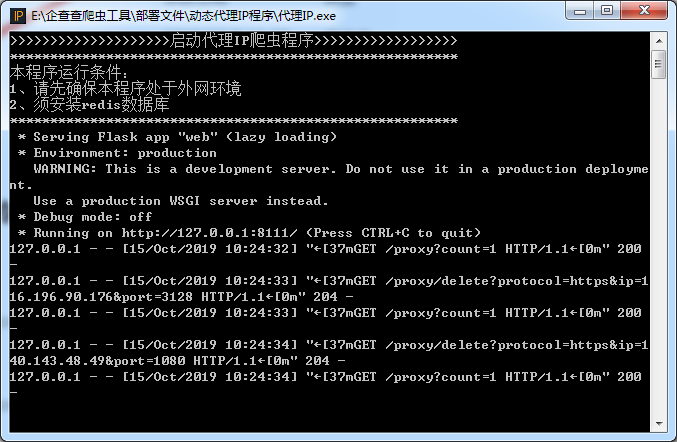 E:\企查查爬虫工具\部署文件\动态代理IP程序\代理IP.exe
>>>>>>>>>>>>>>>>>>>>启动代理IP爬虫程序>>>>>>>>>>>>>>>>>>
********************************************************
本程序运行条件：
1、请先确保本程序处于外网环境
2、须安装redis数据库
********************************************************
 * Serving Flask app "web" (lazy loading)
 * Environment: production
   WARNING: This is a development server. Do not use it in a production deployme
nt.
   Use a production WSGI server instead.
 * Debug mode: off
 * Running on http://127.0.0.1:8111/ (Press CTRL+C to quit)
127.0.0.1 - - [15/Oct/2019 10:24:32] "←[37mGET /proxy?count=1 HTTP/1.1←[0m" 200
-
127.0.0.1 - - [15/Oct/2019 10:24:33] "←[37mGET /proxy/delete?protocol=https&ip=1
16.196.90.176&port=3128 HTTP/1.1←[0m" 204 -
127.0.0.1 - - [15/Oct/2019 10:24:33] "←[37mGET /proxy?count=1 HTTP/1.1←[0m" 200
-
127.0.0.1 - - [15/Oct/2019 10:24:34] "←[37mGET /proxy/delete?protocol=https&ip=1
40.143.48.49&port=1080 HTTP/1.1←[0m" 204 -
127.0.0.1 - - [15/Oct/2019 10:24:34] "←[37mGET /proxy?count=1 HTTP/1.1←[0m" 200
-